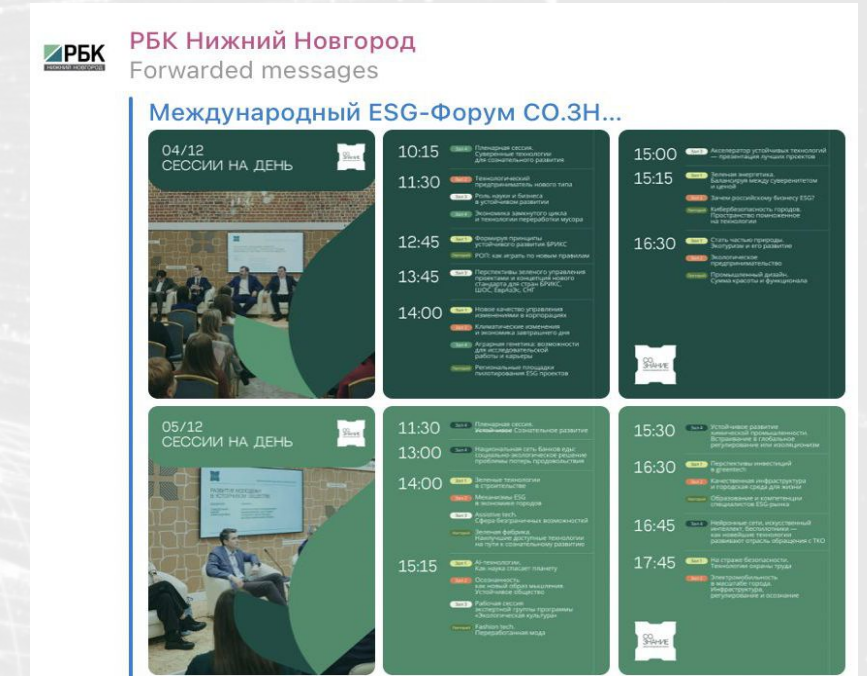 РБК
НИЖНИЙ НОВГОРОД
РБК Нижний Новгород
Forwarded messages
Международный ESG-Форум СО.ЗН...
04/12
СЕССИИ НА ДЕНЬ
СО.
ЗНАНИЕ
10:15
Пленарная сессия.
Суверенные технологии
для сознательного развития
11:30
Технологический
предприниматель нового типа
Роль науки и бизнеса
в устойчивом развитии
Экономика замкнутого цикла
и технологии переработки мусора
12:45
Формируя принципы
устойчивого развития БРИКС
РОП: как играть по новым правилам
13:45
Перспективы зеленого управления
проектами и концепция нового
стандарта для стран БРИКС,
ШОС, ЕврАзЭс, СНГ
14:00
Новое качество управления
изменениями в корпорациях
Климатические изменения
и экономика завтрашнего дня
Аграрная генетика: возможности
для исследовательской
работы и карьеры
Региональные площадки
пилотирования ESG проектов
15:00
Акселератор устойчивых технологий
— презентация лучших проектов
15:15
Зеленая энергетика.
Балансируя между суверенитетом
и ценой
Зачем российскому бизнесу ESG?
Кибербезопасность городов.
Пространство помноженное
на технологии
16:30
Стать частью природы.
Экотуризм и его развитие
Экологическое
предпринимательство
Промышленный дизайн.
Сумма красоты и функционала
СО.
ЗНАНИЕ
05/12
СЕССИИ НА ДЕНЬ
СО.
ЗНАНИЕ
11:30
Пленарная сессия.
Устойчивое Сознательное развитие
13:00
Национальная сеть банков еды:
социально-экологическое решение
проблемы потерь продовольствия
14:00
Зеленые технологии
в строительстве
Механизмы ESG
в экономике городов
Assistive tech.
Сфера безграничных возможностей
Зеленая фабрика.
Наилучшие доступные технологии
на пути к сознательному развитию
15:15
AI-технологии.
Как наука спасает планету
Осознанность
как новый образ мышления.
Устойчивое общество
Рабочая сессия
экспертной группы программы
«Экологическая культура»
Fashion tech.
Переработанная мода
15:30
Устойчивое развитие
химической промышленности.
Встраивание в глобальное
регулирование или изоляционизм
16:30
Перспективы инвестиций
в greentech
Качественная инфраструктура
и городская среда для жизни
Образование и компетенции
специалистов ESG-рынка
16:45
Нейронные сети, искусственный
интеллект, беспилотники —
как новейшие технологии
развивают отрасль обращения с ТКО
17:45
На страже безопасности.
Технологии охраны труда
Электромобильность
в масштабе города.
Инфраструктура,
регулирование и осознание
СО.
ЗНАНИЕ